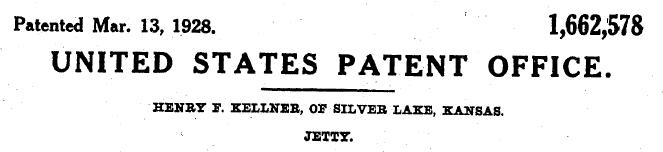 Patented Mar. 13, 1928. 1,662,578
UNITED STATES PATENT OFFICE.
HENRY F. KELLNER, OF SILVER LAKE, KANSAS.
JETTY.